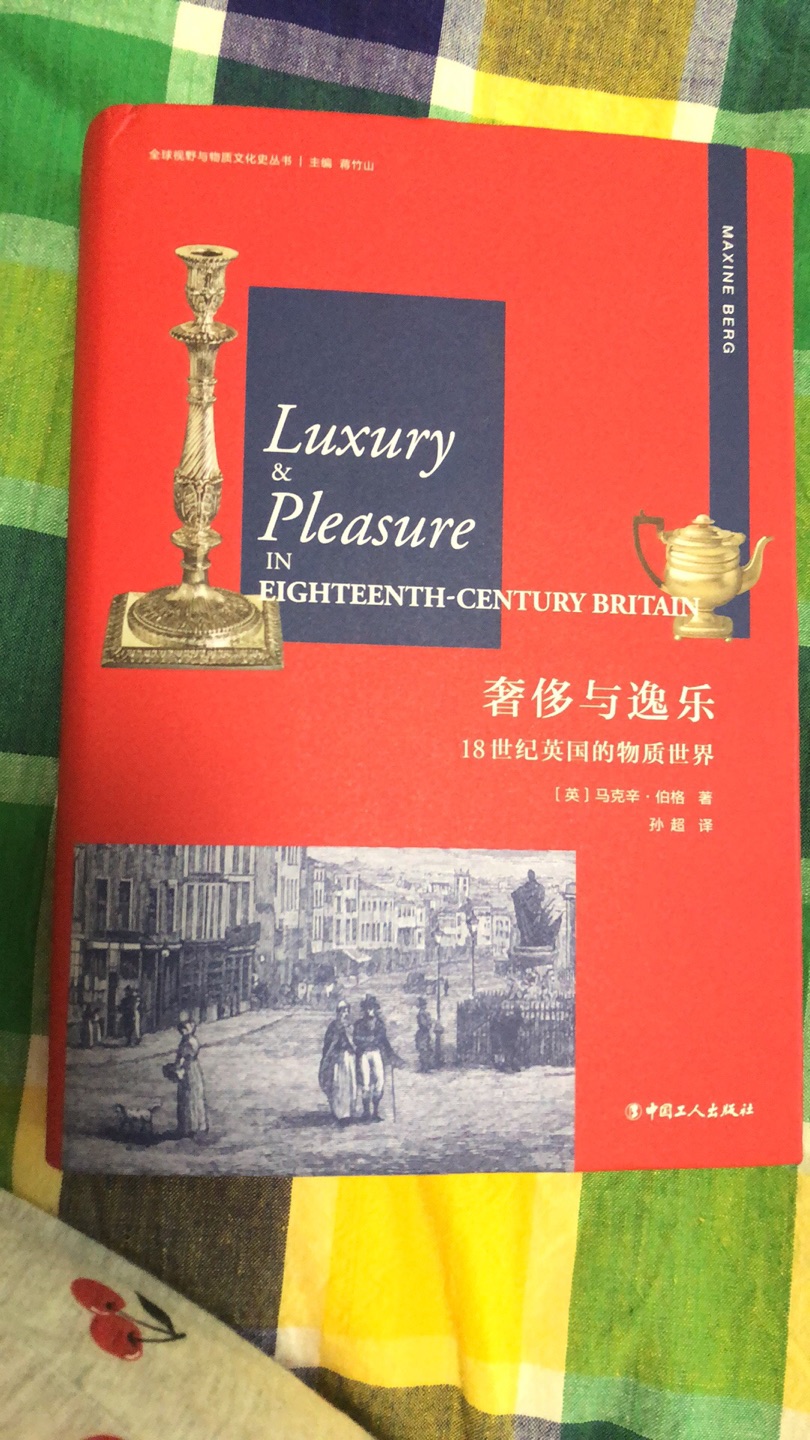 全球视野与物质文化史丛书 | 主编 蒋竹山
MAXINE BERG
Luxury
&
Pleasure
IN
EIGHTEENTH-CENTURY BRITAIN
奢侈与逸乐
18世纪英国的物质世界
[英]马克辛·伯格 著
孙超 译
中国工人出版社